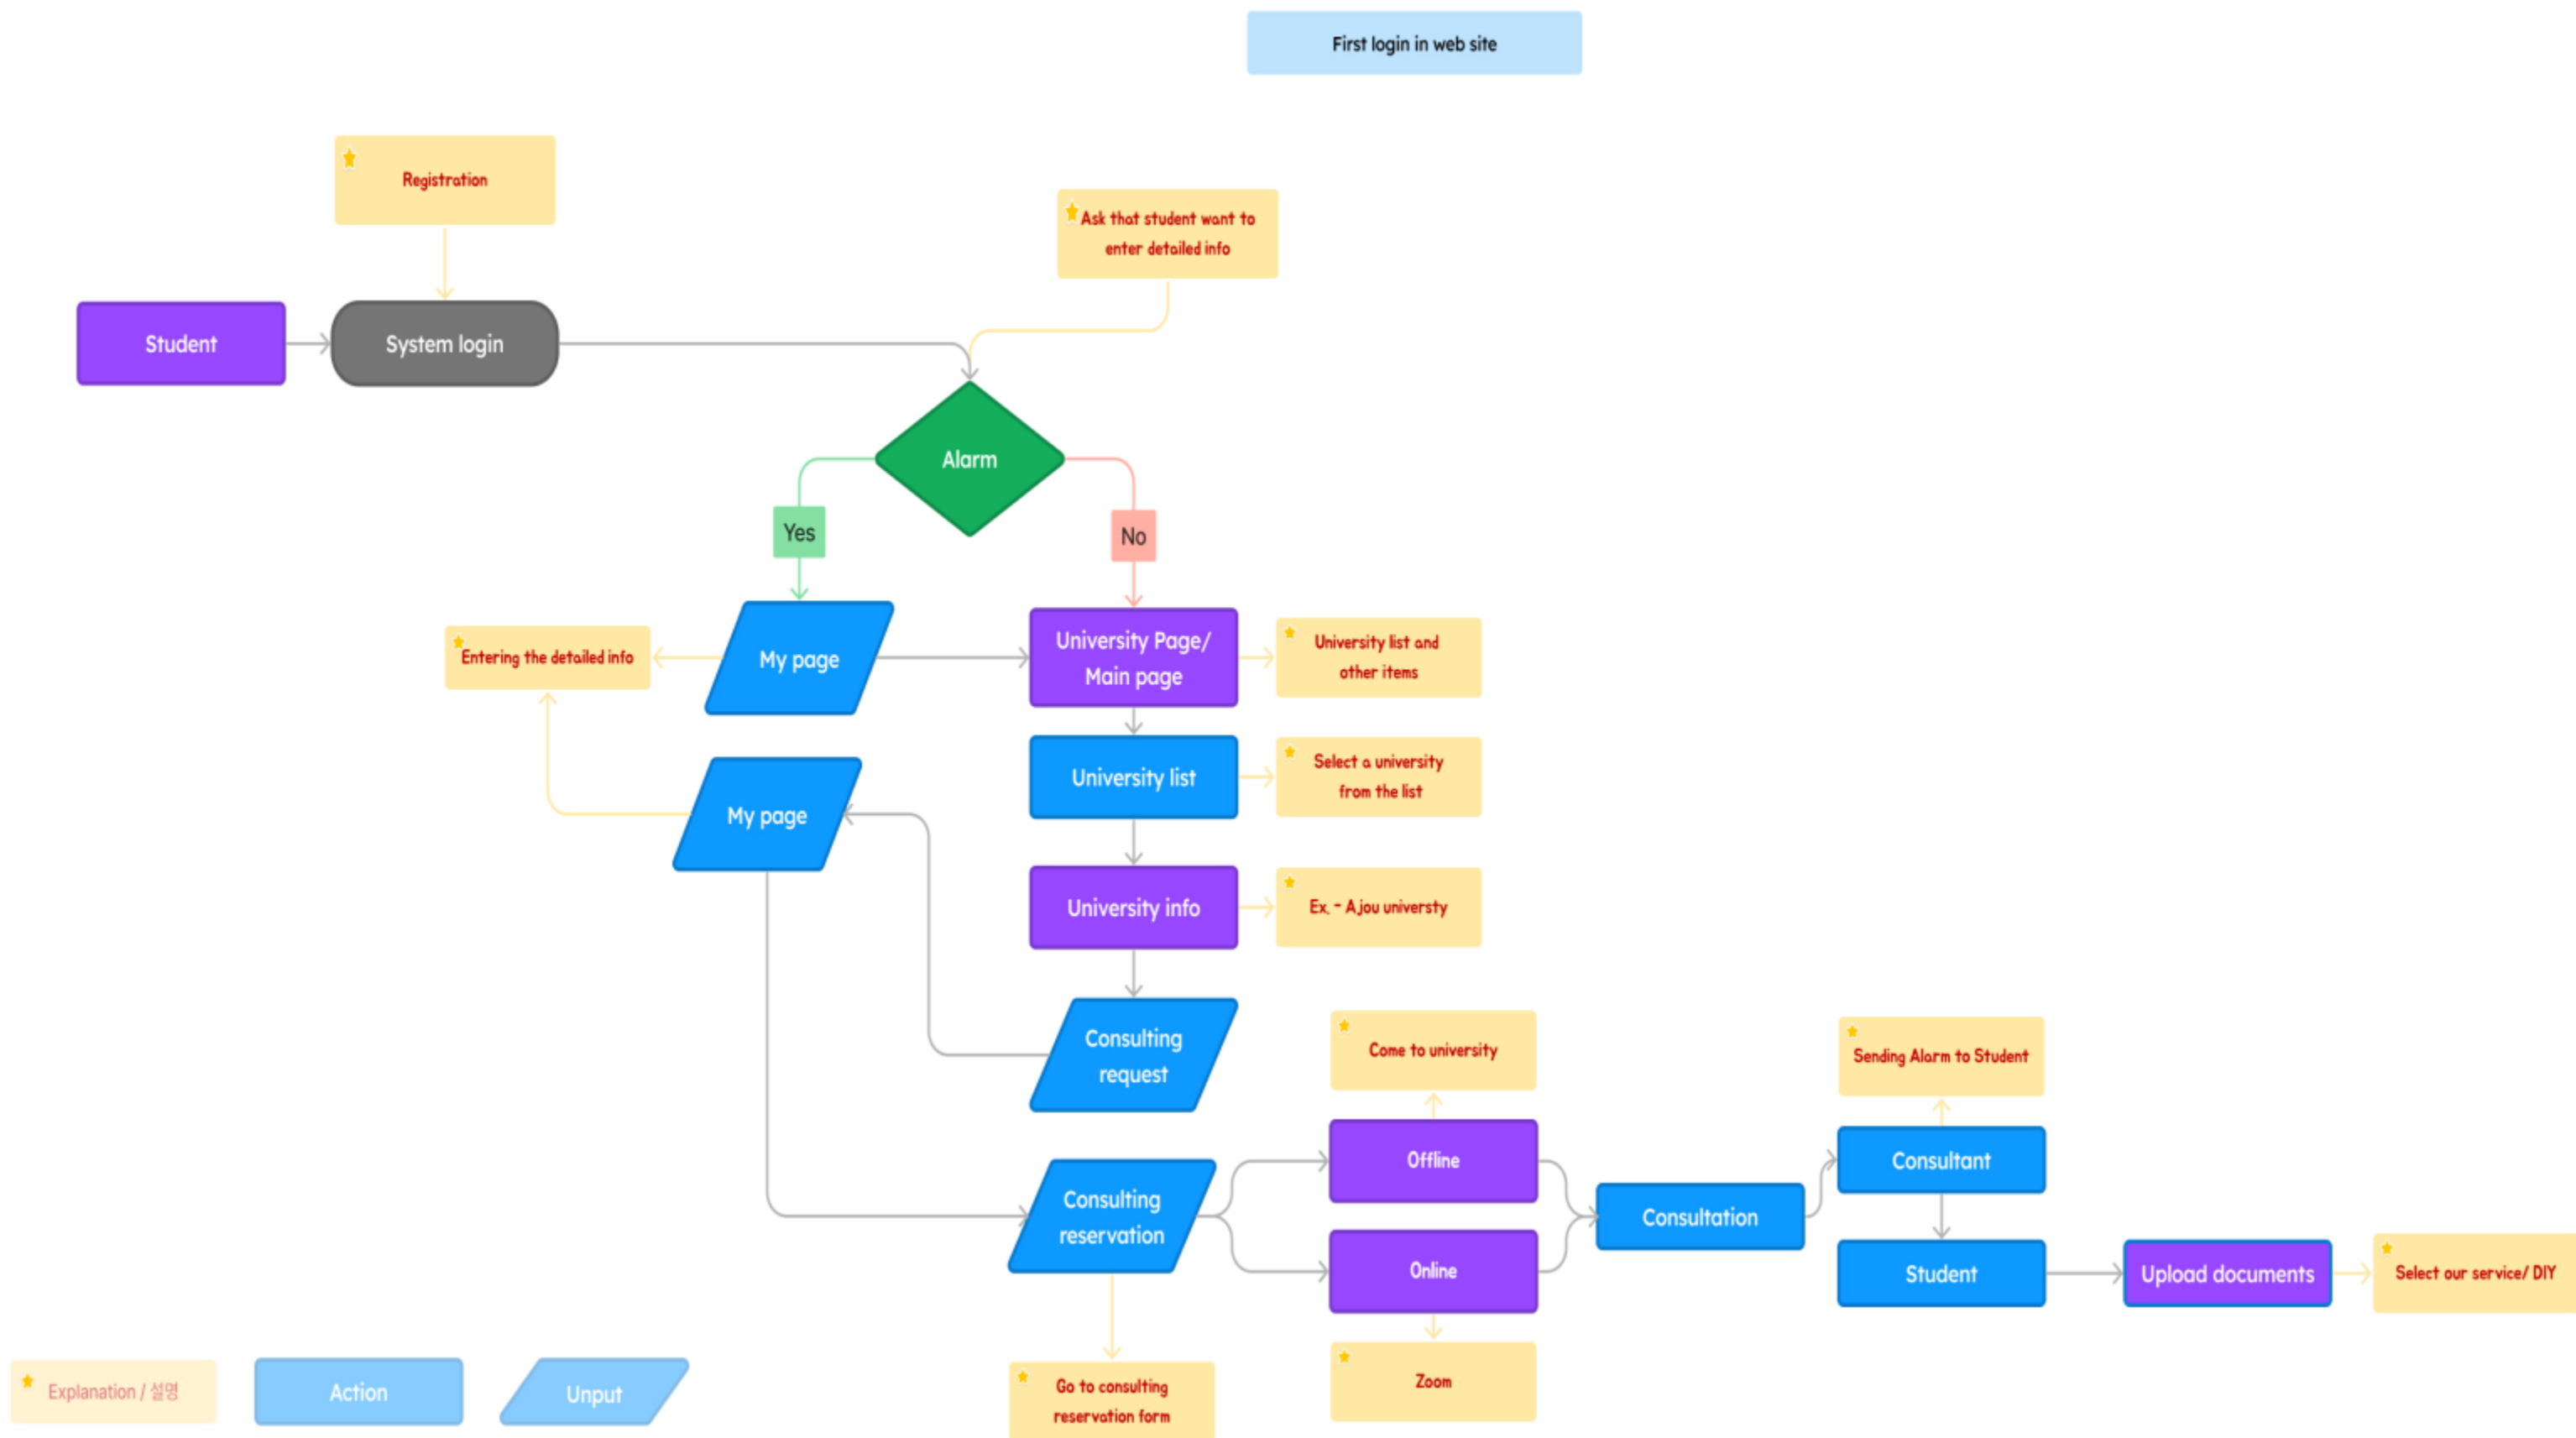 First login in web site
Registration
Ask that student want to
enter detailed info
Student
System login
Alarm
Yes
No
Entering the detailed info
My page
University Page/
Main page
University list and
other items
My page
University list
Select a university
from the list
University info
Ex. - Ajou universty
Consulting
request
Come to university
Sending Alarm to Student
Consulting
reservation
Offline
Online
Consultation
Consultant
Student
Upload documents
Select our service/ DIY
Go to consulting
reservation form
Zoom
Explanation / 설명
Action
Unput